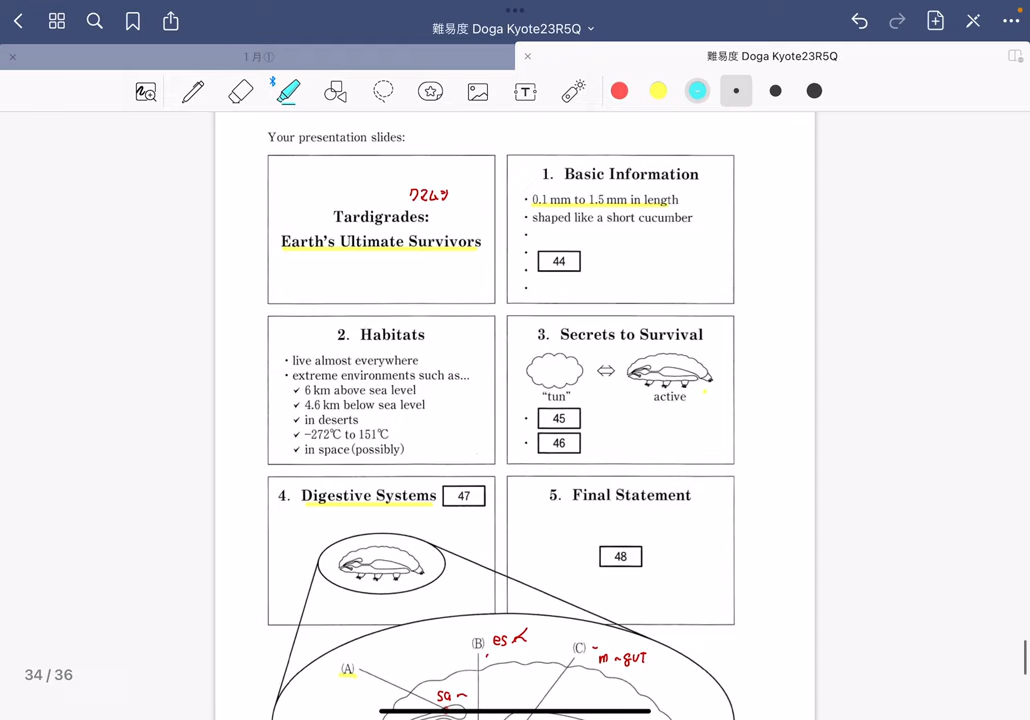 難易度 Doga Kyote23R5Q
1月①
難易度 Doga Kyote23R5Q
Your presentation slides:
クマムシ
Tardigrades:
Earth's Ultimate Survivors
1. Basic Information
・0.1 mm to 1.5 mm in length
・shaped like a short cucumber
・
・
・
・
44
2. Habitats
・live almost everywhere
・extreme environments such as...
✓ 6 km above sea level
✓ 4.6 km below sea level
✓ in deserts
✓ −272℃ to 151℃
✓ in space (possibly)
3. Secrets to Survival
"tun"
active
・45
・46
4. Digestive Systems 47
5. Final Statement
48
(A)
(B) es
(C) m~gut
sa~
34 / 36